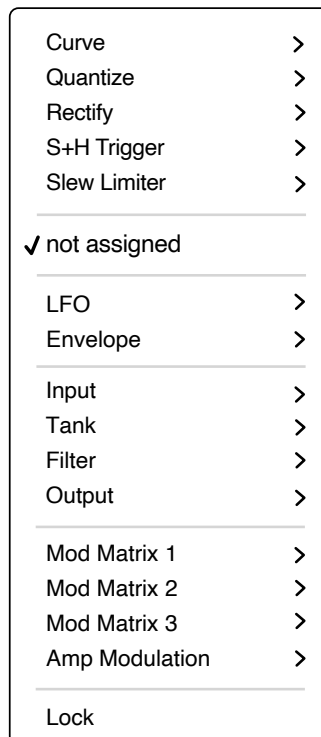 Curve
Quantize
Rectify
S+H Trigger
Slew Limiter
not assigned
LFO
Envelope
Input
Tank
Filter
Output
Mod Matrix 1
Mod Matrix 2
Mod Matrix 3
Amp Modulation
Lock